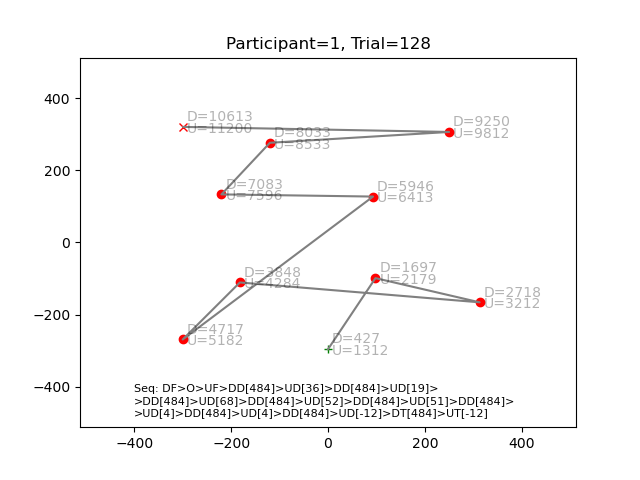 Participant=1, Trial=128
400
200
0
−200
−400
D=10613
U=11200
D=8033
U=8533
D=9250
U=9812
D=7083
U=7596
D=5946
U=6413
D=3848
U=4284
D=1697
U=2179
D=2718
U=3212
D=4717
U=5182
D=427
U=1312
Seq: DF>O>UF>DD[484]>UD[36]>DD[484]>UD[19]>
>DD[484]>UD[68]>DD[484]>UD[52]>DD[484]>UD[51]>DD[484]>
>UD[4]>DD[484]>UD[4]>DD[484]>UD[-12]>DT[484]>UT[-12]
−400 −200 0 200 400